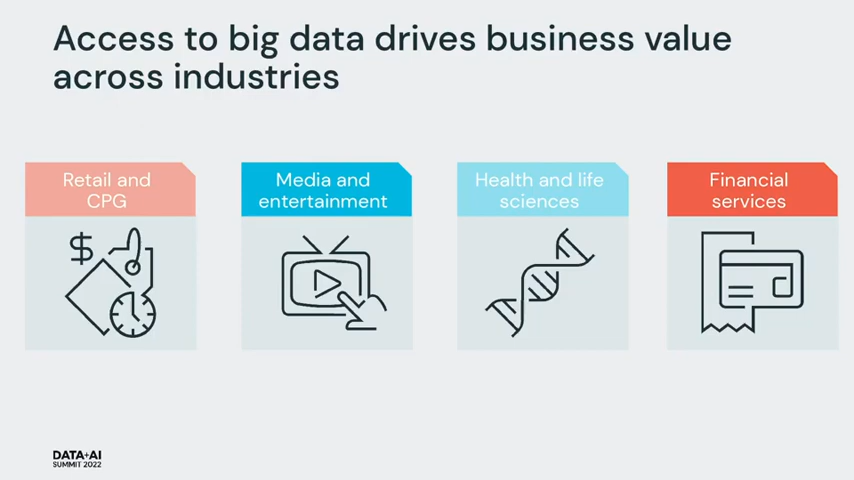 Access to big data drives business value
across industries
Retail and
CPG
Media and
entertainment
Health and life
sciences
Financial
services
$
DATA+AI
SUMMIT 2022